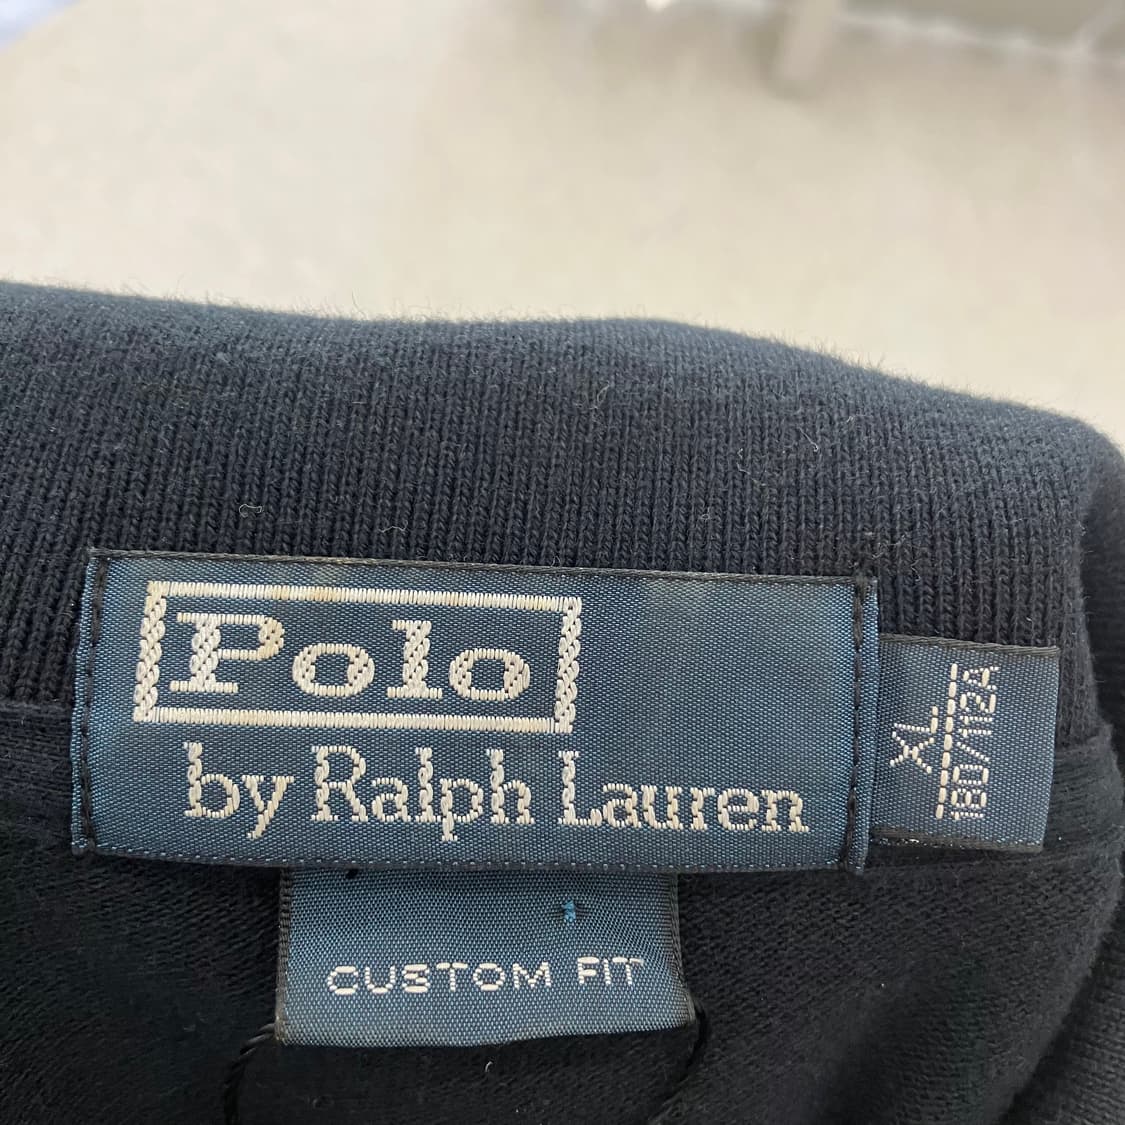 Polo
by Ralph Lauren
XL
180/112A
CUSTOM FIT